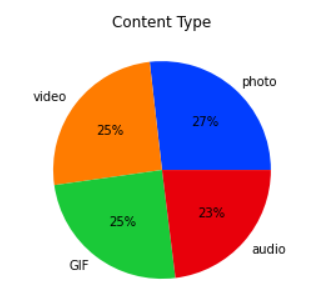 Content Type
photo
27%
video
25%
GIF
25%
audio
23%